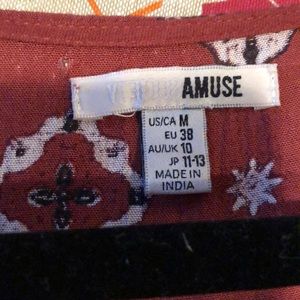 AMUSE
US/CA M
EU 38
AU/UK 10
JP 11-13
MADE IN
INDIA